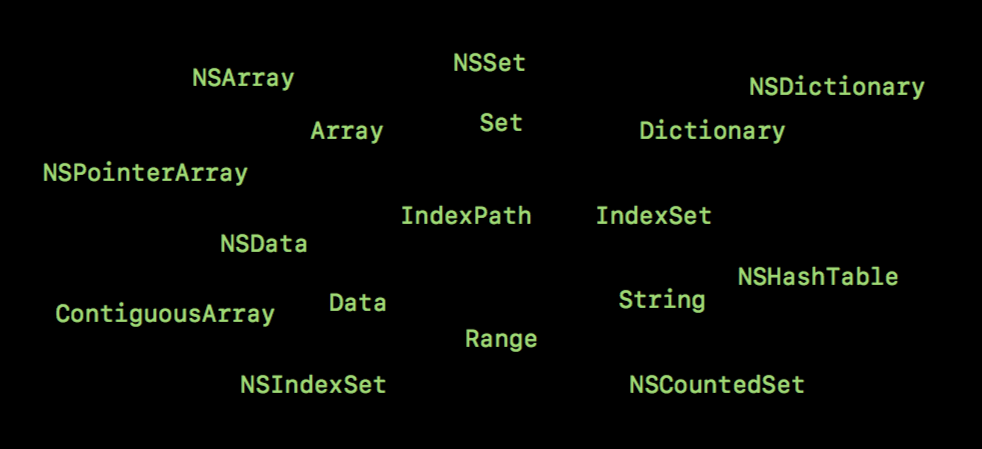 NSSet
NSArray
NSDictionary
Set
Array
Dictionary
NSPointerArray
IndexPath
IndexSet
NSData
NSHashTable
String
Data
ContiguousArray
Range
NSIndexSet
NSCountedSet